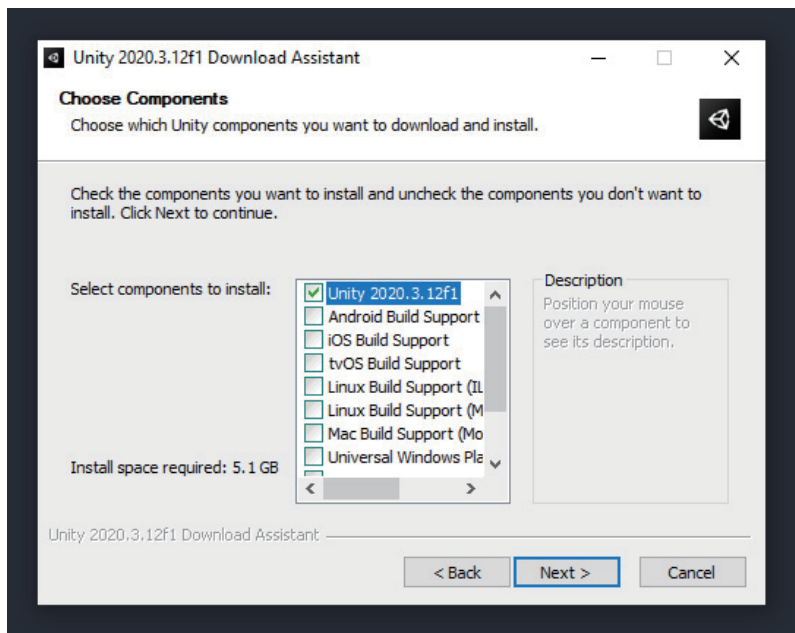 Unity 2020.3.12f1 Download Assistant
Choose Components
Choose which Unity components you want to download and install.
Check the components you want to install and uncheck the components you don't want to
install. Click Next to continue.
Select components to install:
Unity 2020.3.12f1
Android Build Support
iOS Build Support
tvOS Build Support
Linux Build Support (IL
Linux Build Support (M
Mac Build Support (Mo
Universal Windows Pla
Description
Position your mouse
over a component to
see its description.
Install space required: 5.1 GB
Unity 2020.3.12f1 Download Assistant
< Back
Next >
Cancel